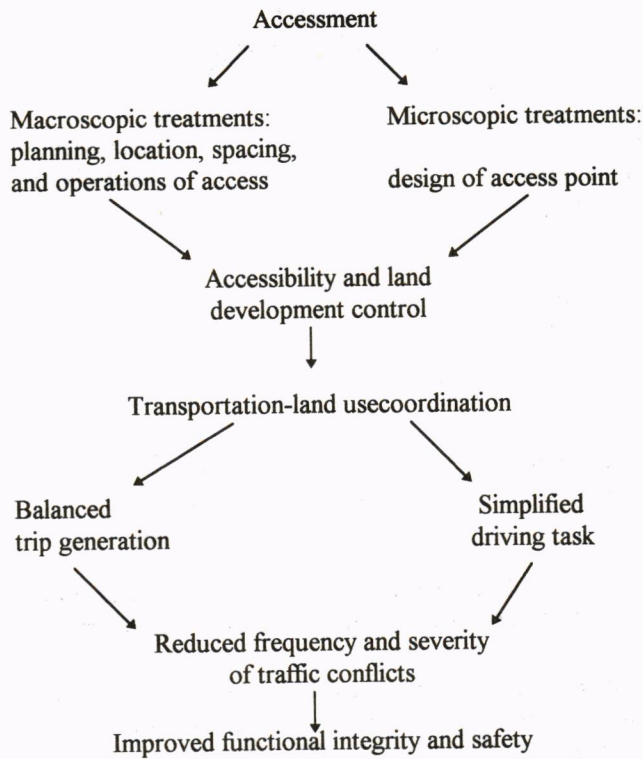 Accessment
Macroscopic treatments:
planning, location, spacing,
and operations of access
Microscopic treatments:
design of access point
Accessibility and land
development control
Transportation-land usecoordination
Balanced
trip generation
Simplified
driving task
Reduced frequency and severity
of traffic conflicts
Improved functional integrity and safety